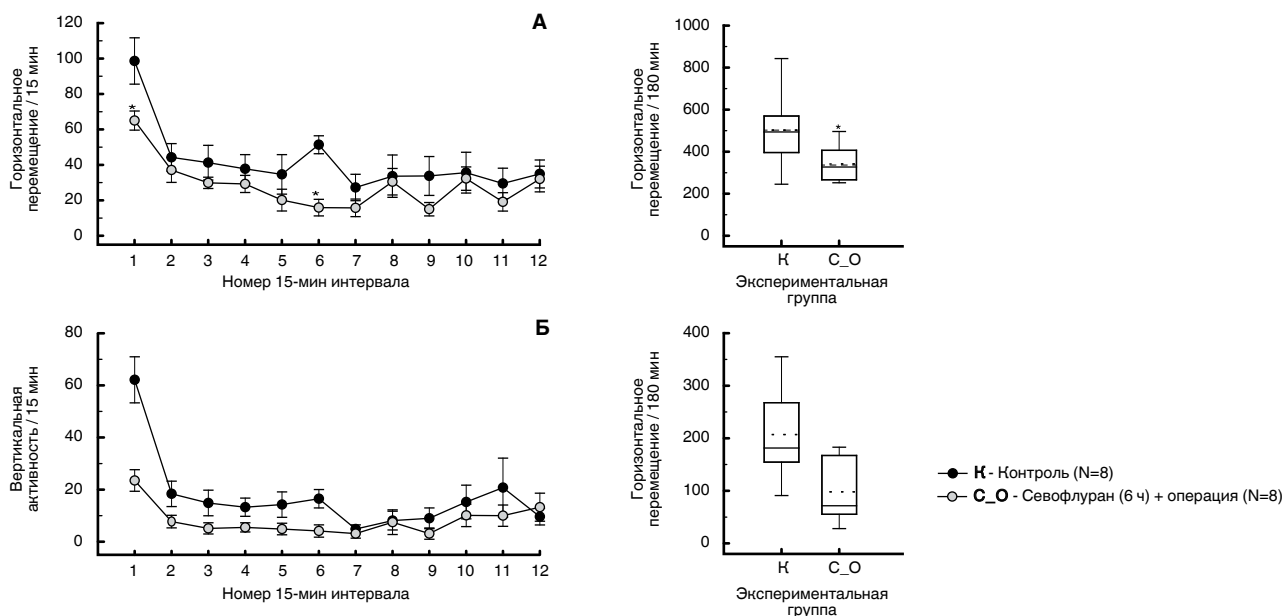 А
Горизонтальное
перемещение / 15 мин
120
100
80
60
40
20
0
*
*
1 2 3 4 5 6 7 8 9 10 11 12
Номер 15-мин интервала
Горизонтальное
перемещение / 180 мин
1000
800
600
400
200
0
*
К С_О
Экспериментальная
группа
Б
Вертикальная
активность / 15 мин
80
60
40
20
0
1 2 3 4 5 6 7 8 9 10 11 12
Номер 15-мин интервала
Горизонтальное
перемещение / 180 мин
400
300
200
100
0
К С_О
Экспериментальная
группа
К - Контроль (N=8)
С_О - Севофлуран (6 ч) + операция (N=8)